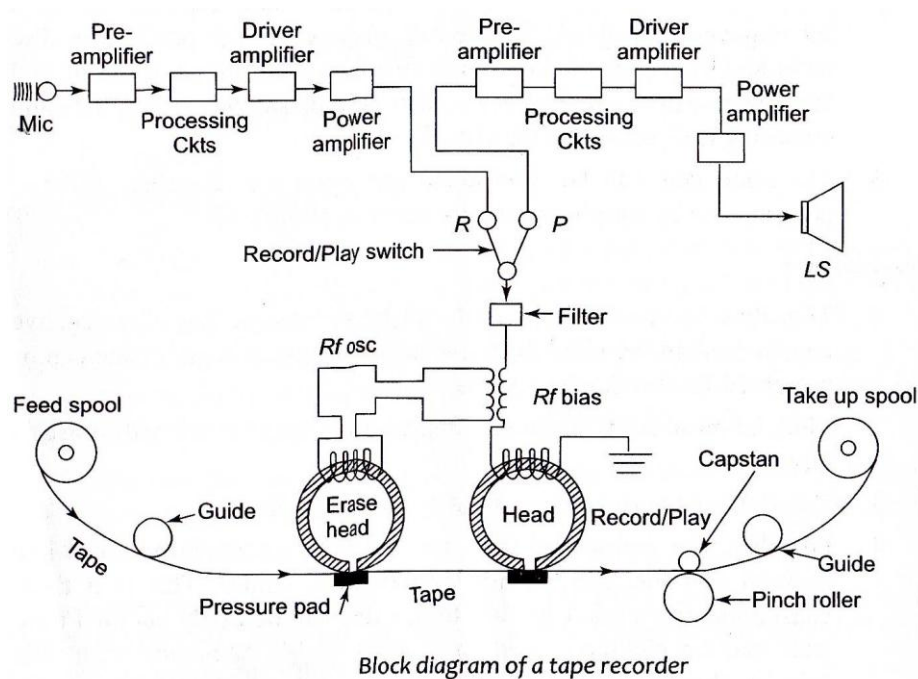 Pre-
amplifier
Driver
amplifier
Mic
Processing
Ckts
Power
amplifier
Pre-
amplifier
Driver amplifier
Processing
Ckts
Power
amplifier
R
P
Record/Play switch
LS
Filter
Rf osc
Rf bias
Feed spool
Take up spool
Capstan
Guide
Erase
head
Head
Record/Play
Tape
Guide
Pressure pad
Tape
Pinch roller
Block diagram of a tape recorder